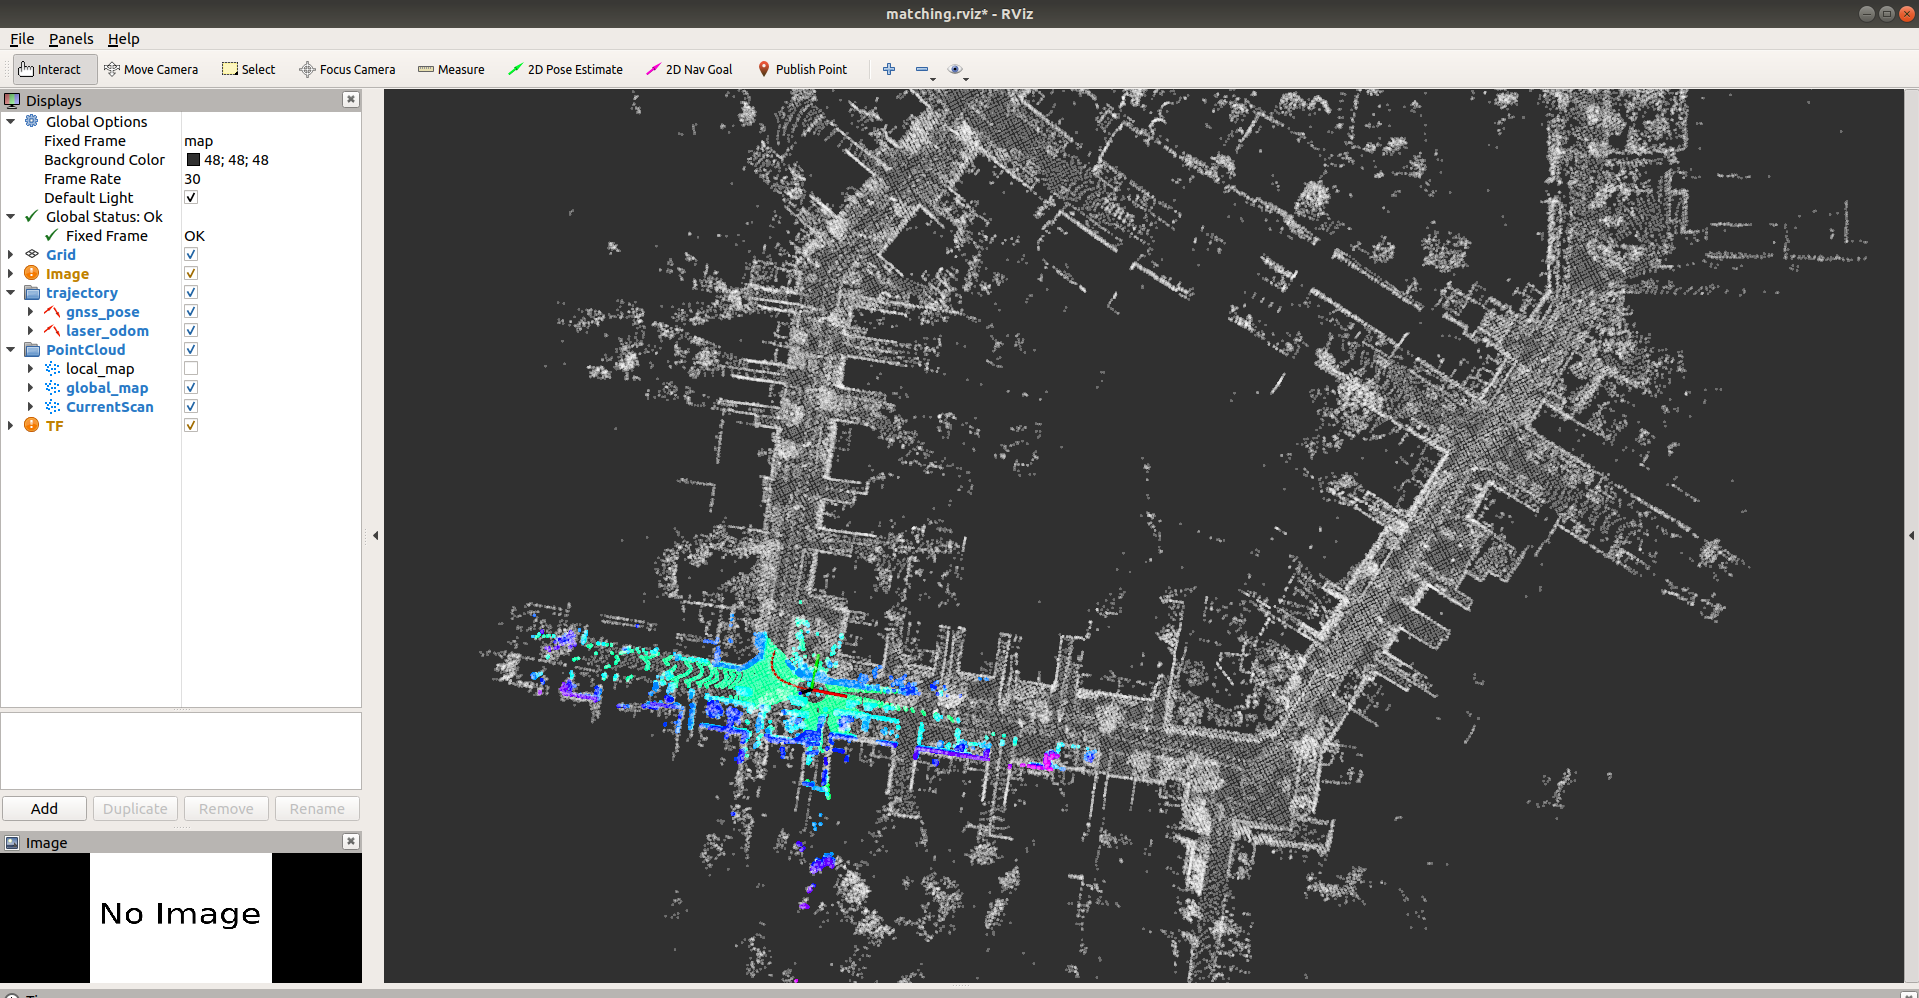 matching.rviz* - RViz
File Panels Help
Interact Move Camera Select Focus Camera Measure 2D Pose Estimate 2D Nav Goal Publish Point
Displays
Global Options
Fixed Frame map
Background Color 48; 48; 48
Frame Rate 30
Default Light
Global Status: Ok
Fixed Frame OK
Grid
Image
trajectory
gnss_pose
laser_odom
PointCloud
local_map
global_map
CurrentScan
TF
Add Duplicate Remove Rename
Image
No Image